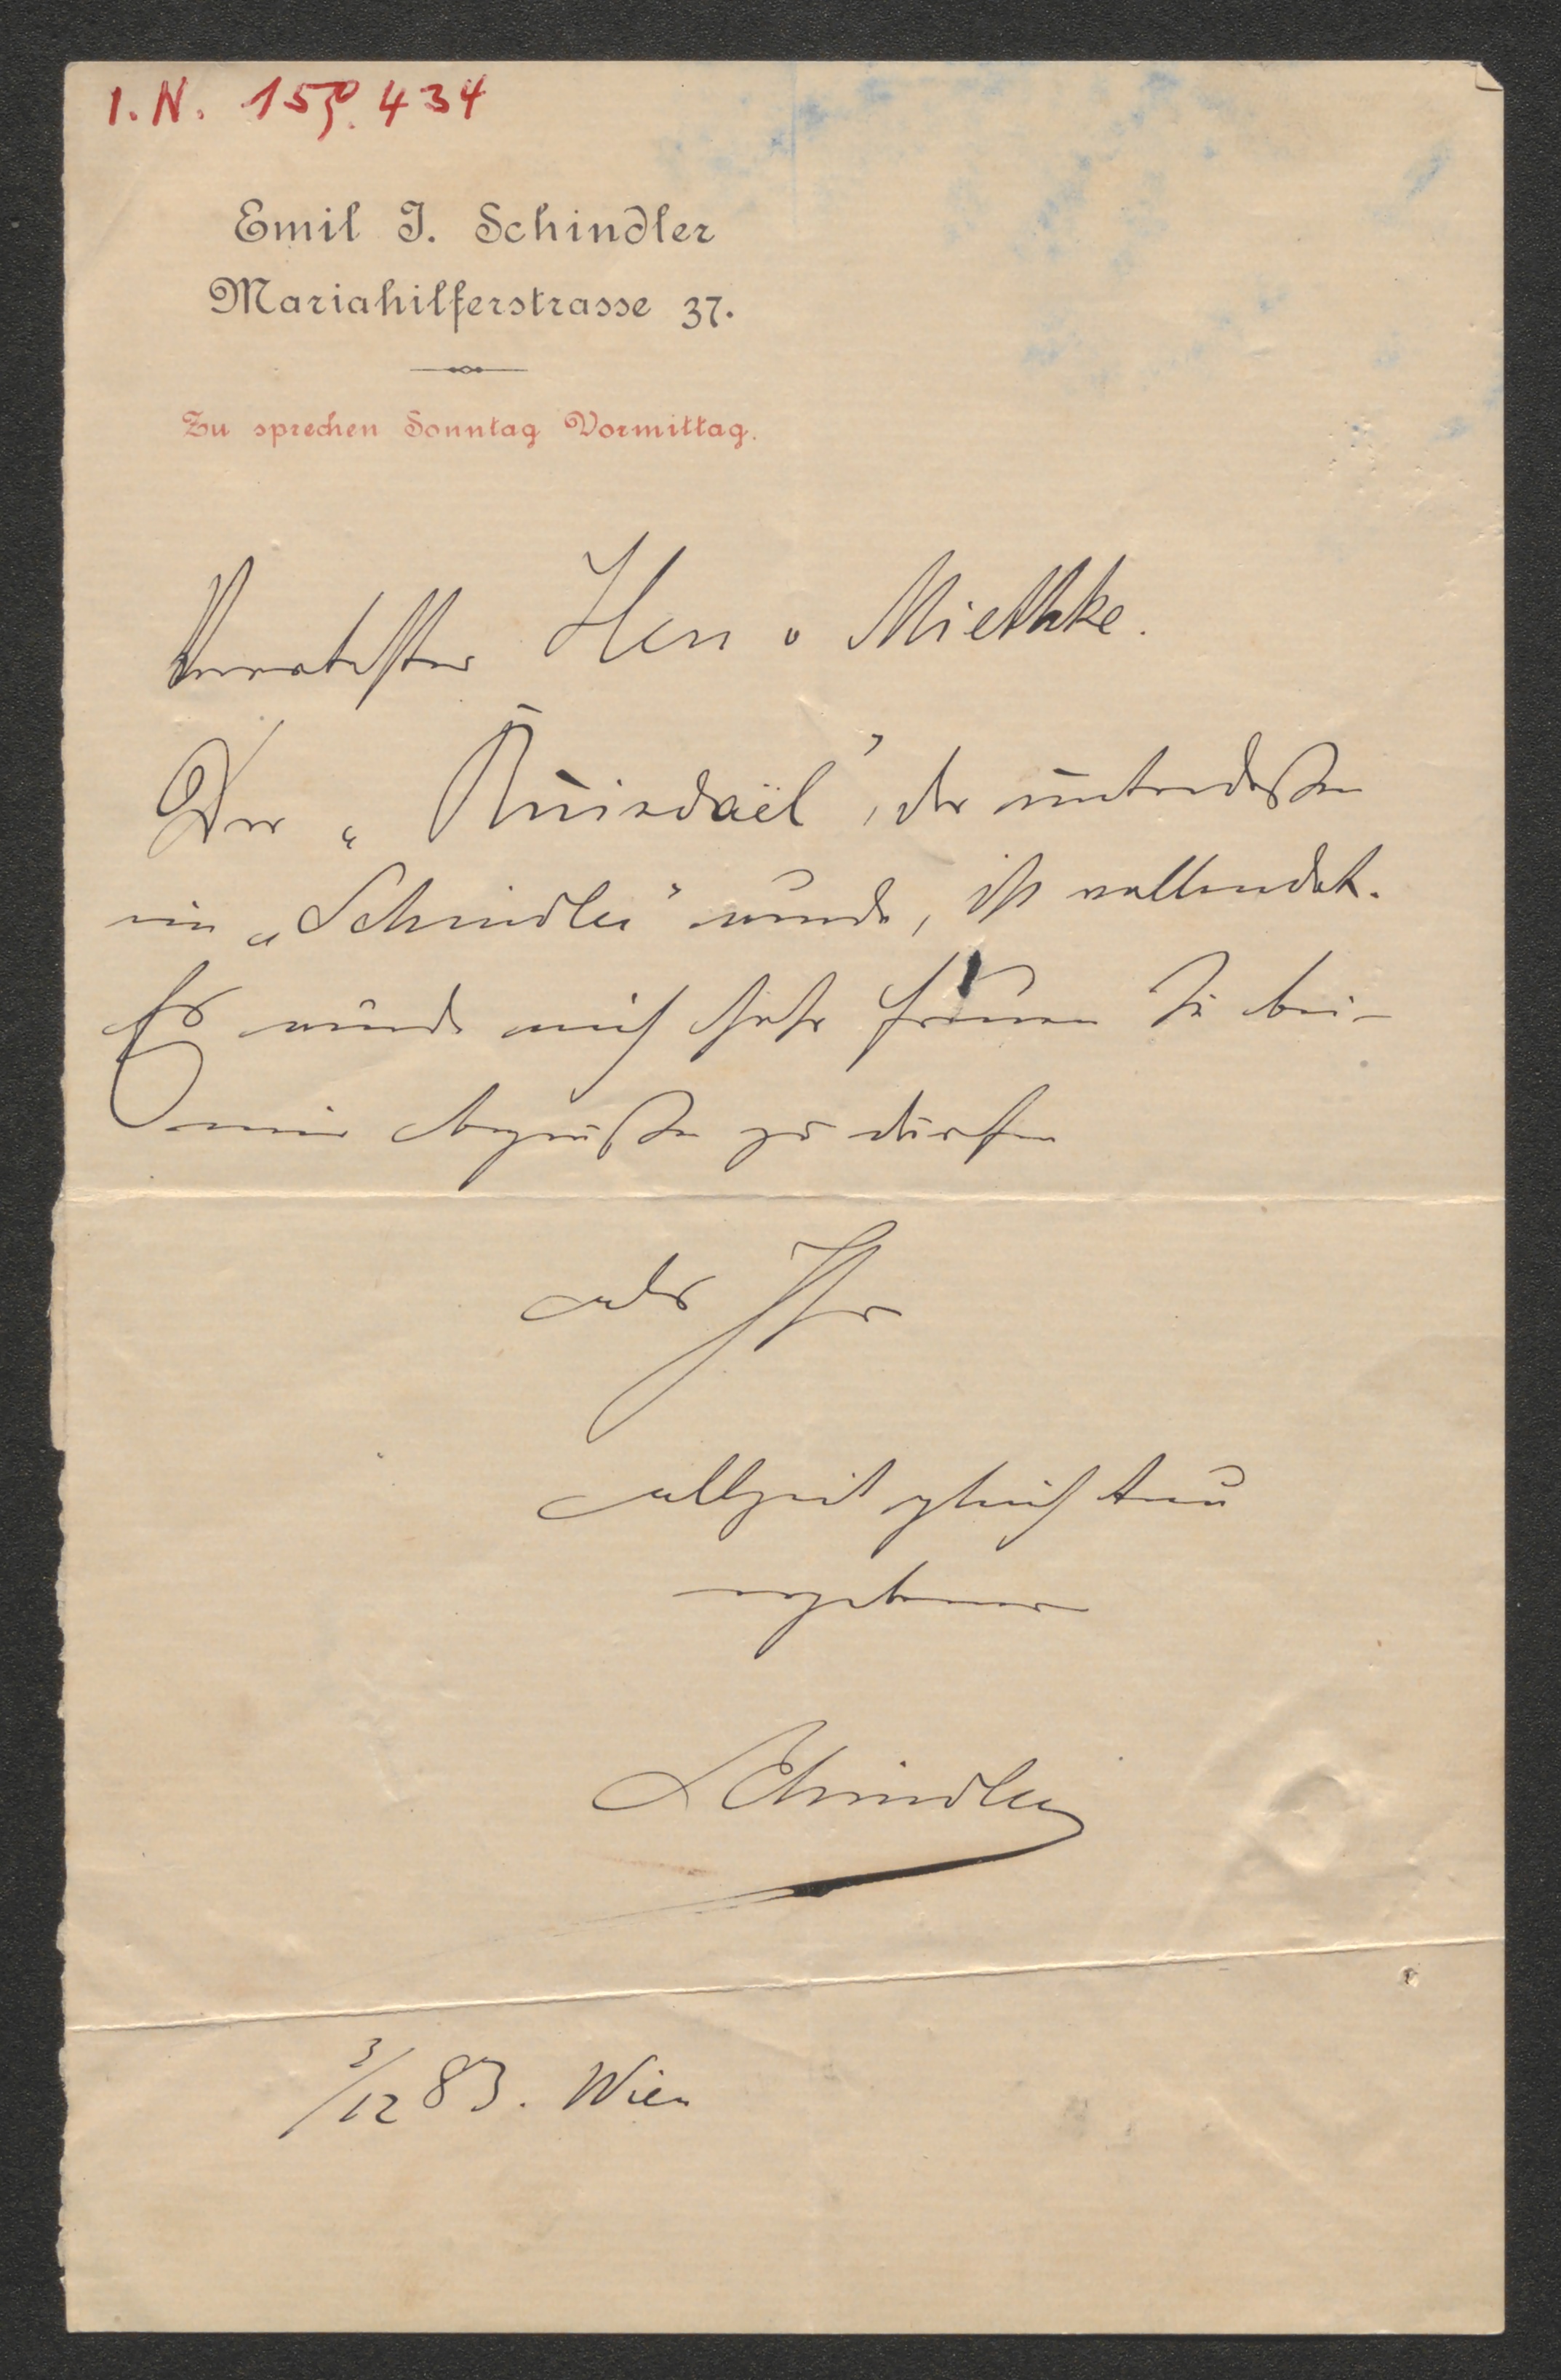 I. N. 150.434
Emil J. Schindler
Mariahilferstrasse 37.
Zu sprechen Sonntag Vormittag.
Verehrtester Herr v Miethke.
Der „Ruisdaël", der unterdeßen
ein „Schindler" wurde, ist vollendet.
Es würde mich sehr freuen Sie bei
mir begrüßen zu dürfen
als Ihr
allzeit gleich treu
ergebener
Schindler
3/12 83. Wien